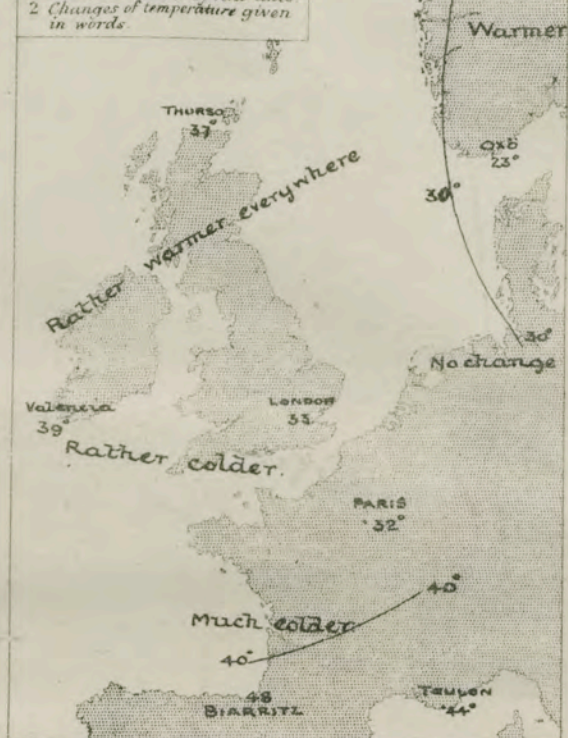 2 Changes of temperature given
in words.
Warmer
THURSO
37°
Oxö
23°
30°
Rather warmer everywhere
30°
No change
Valencia
39°
LONDON
33
Rather colder.
PARIS
32°
40°
Much colder
40°
48
BIARRITZ
TOULON
44°